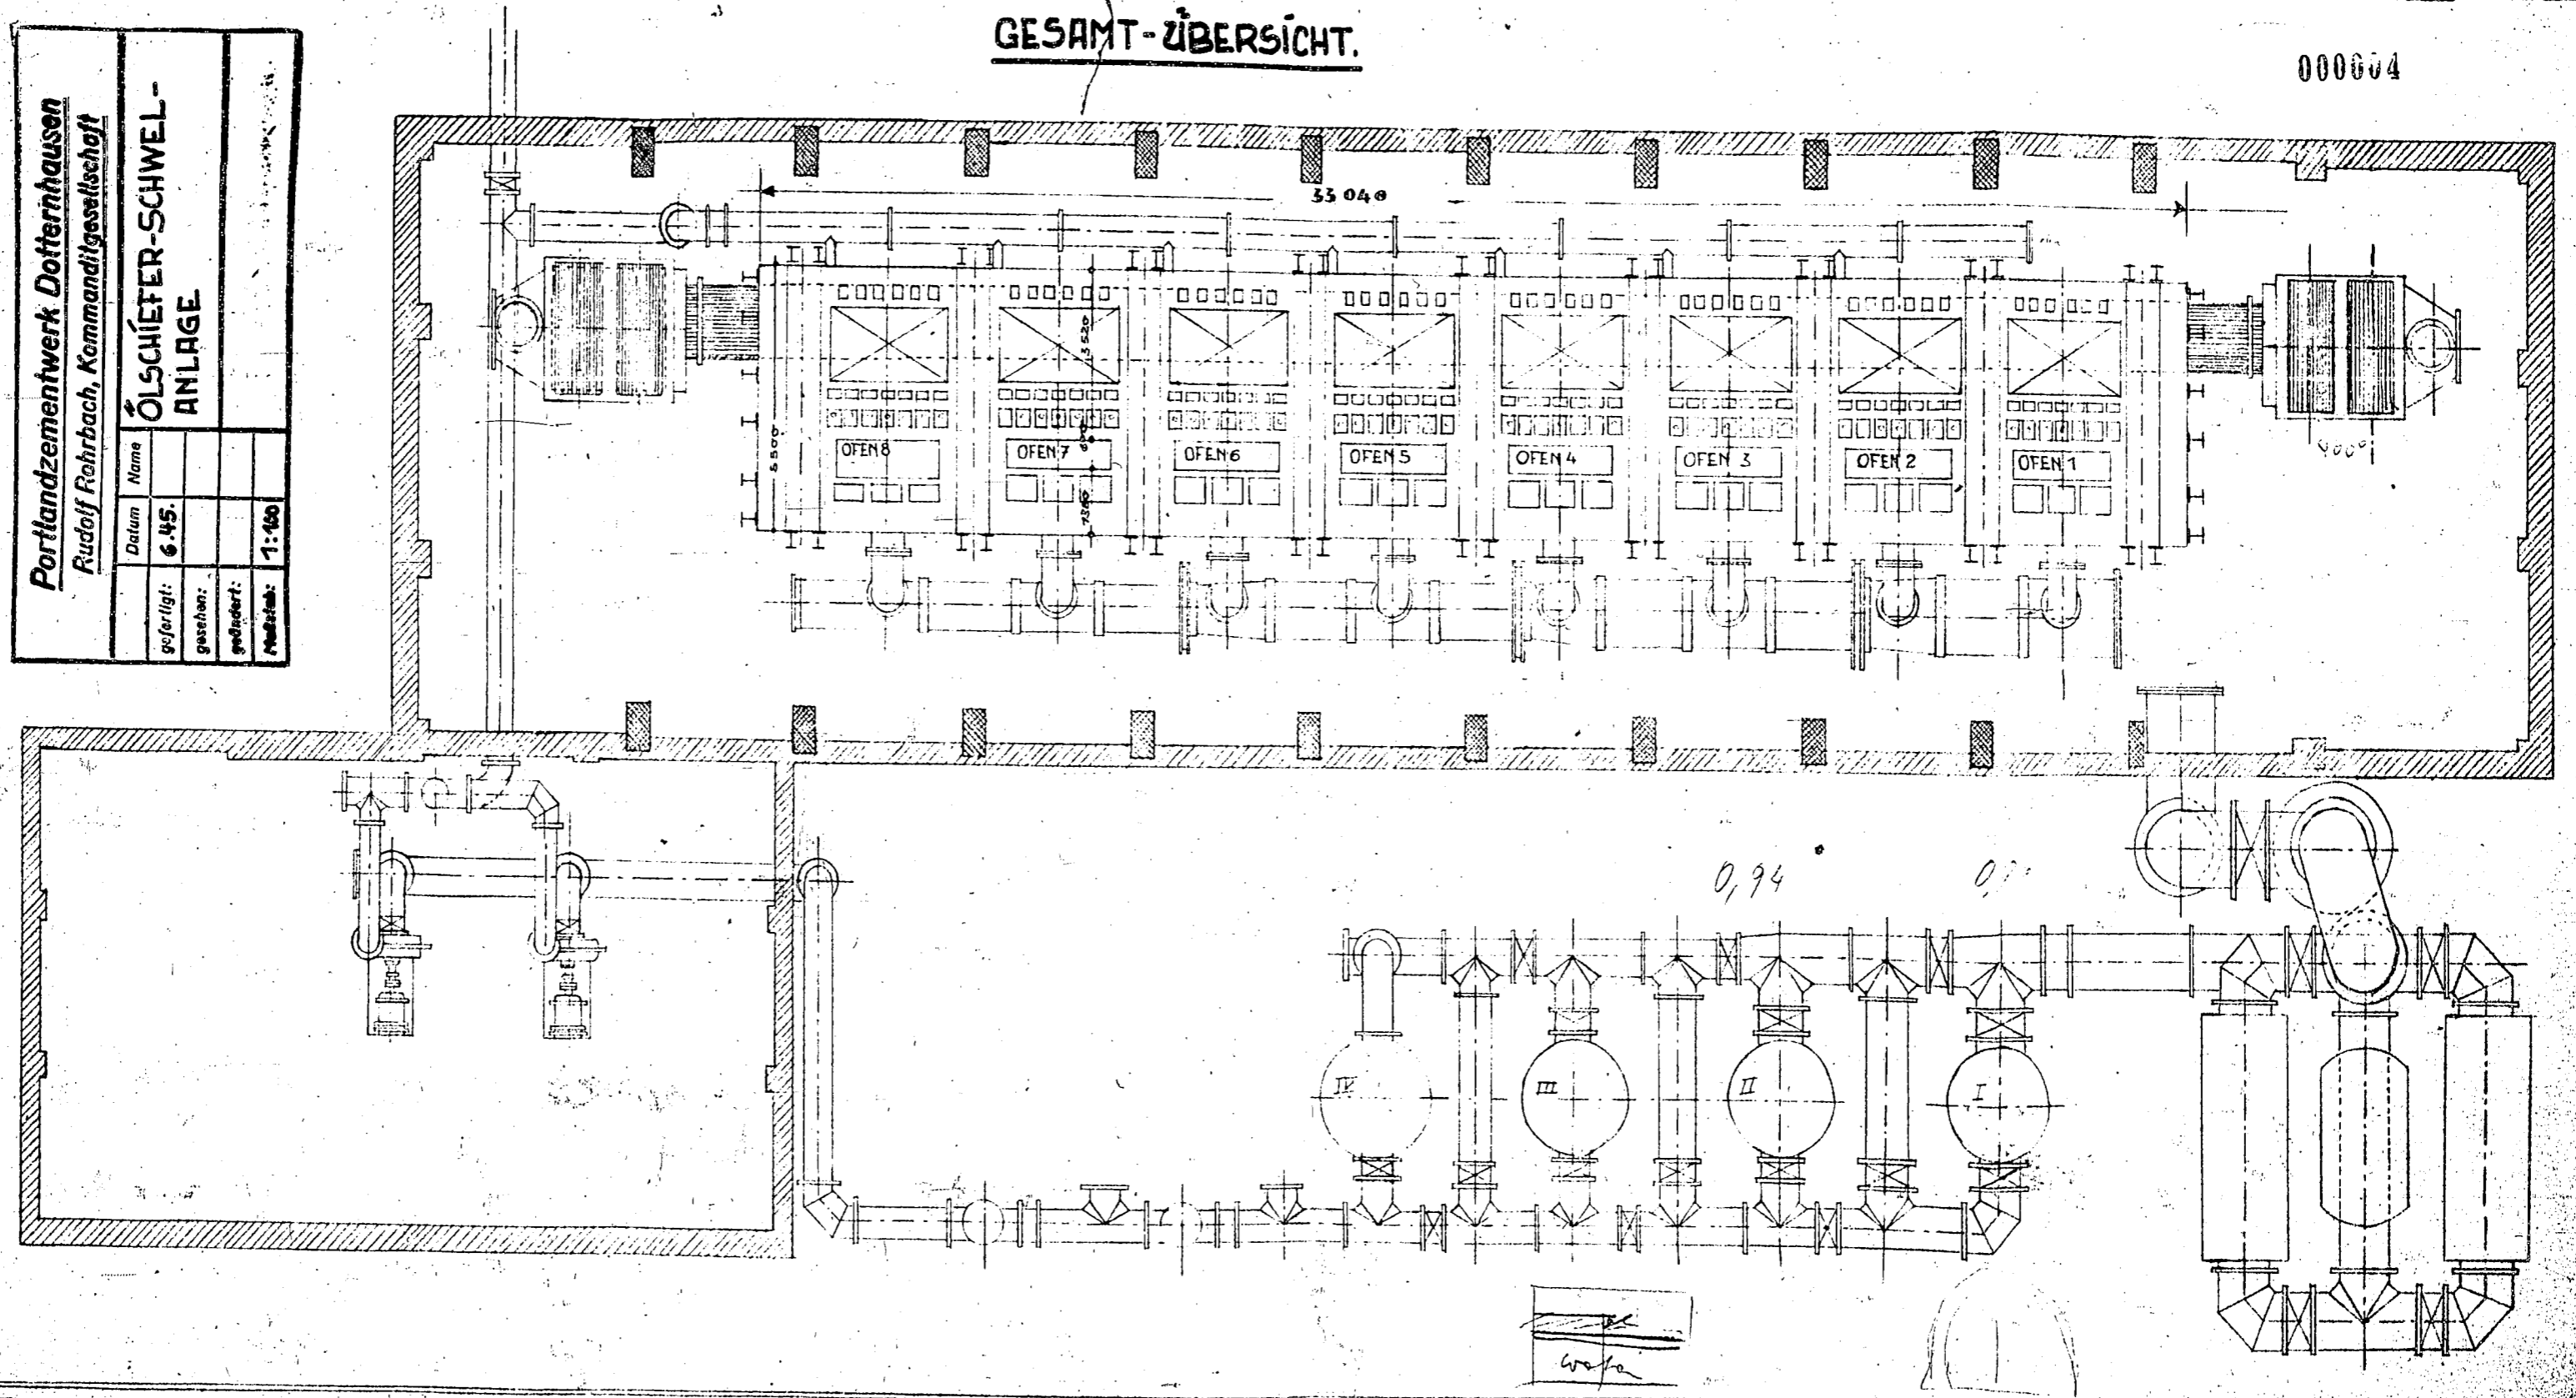 GESAMT-ÜBERSICHT.
000004
Portlandzementwerk Dotternhausen
Rudolf Rohrbach, Kommanditgesellschaft
ÖLSCHIEFER-SCHWEL-
ANLAGE
Datum Name
gefertigt: 6.45.
gesehen:
geändert:
Maßstab: 1:100
33 040
3520
5500
1380
OFEN 8
OFEN 7
OFEN 6
OFEN 5
OFEN 4
OFEN 3
OFEN 2
OFEN 1
0,94
IV
III
II
I